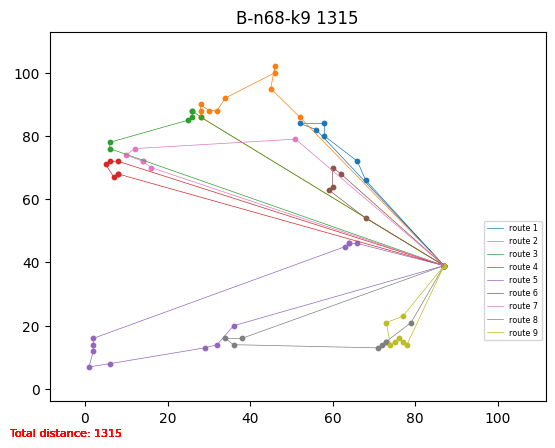 B-n68-k9 1315
100
80
60
40
20
0
0 20 40 60 80 100
route 1
route 2
route 3
route 4
route 5
route 6
route 7
route 8
route 9
Total distance: 1315